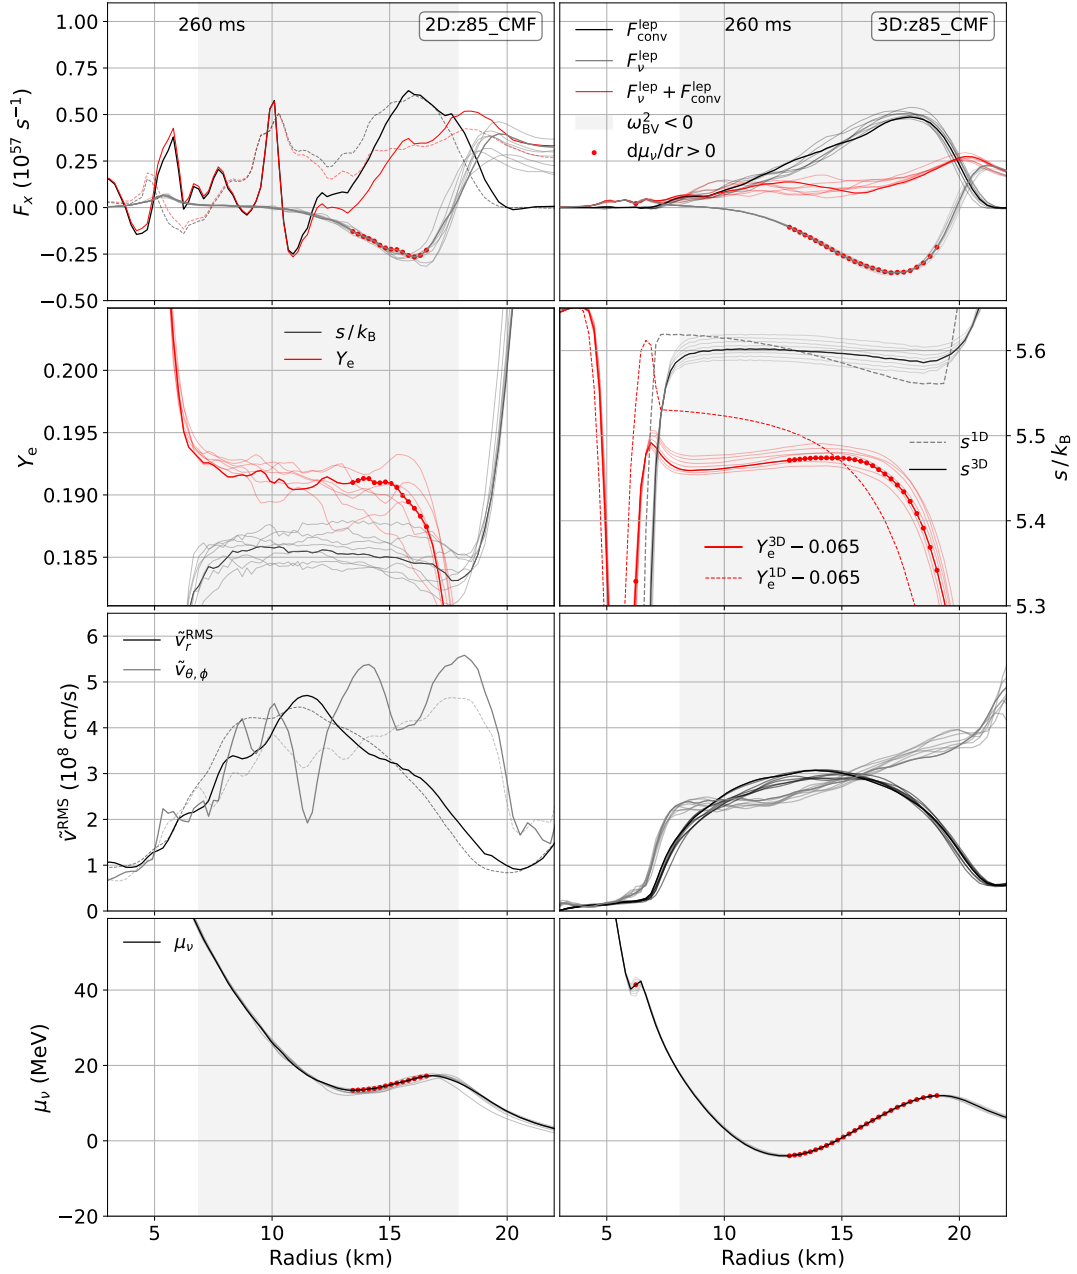 260 ms
2D:z85_CMF
1.00
0.75
0.50
0.25
0.00
−0.25
−0.50
F_x (10^57 s^−1)
260 ms
3D:z85_CMF
F_conv^lep
F_ν^lep
F_ν^lep + F_conv^lep
ω_BV^2 < 0
dμ_ν/dr > 0
s / k_B
Y_e
0.200
0.195
0.190
0.185
Y_e
s^1D
s^3D
Y_e^3D − 0.065
Y_e^1D − 0.065
5.6
5.5
5.4
5.3
s / k_B
ṽ_r^RMS
ṽ_θ,ϕ
6
5
4
3
2
1
0
ṽ^RMS (10^8 cm/s)
μ_ν
40
20
0
−20
μ_ν (MeV)
5 10 15 20
Radius (km)
5 10 15 20
Radius (km)